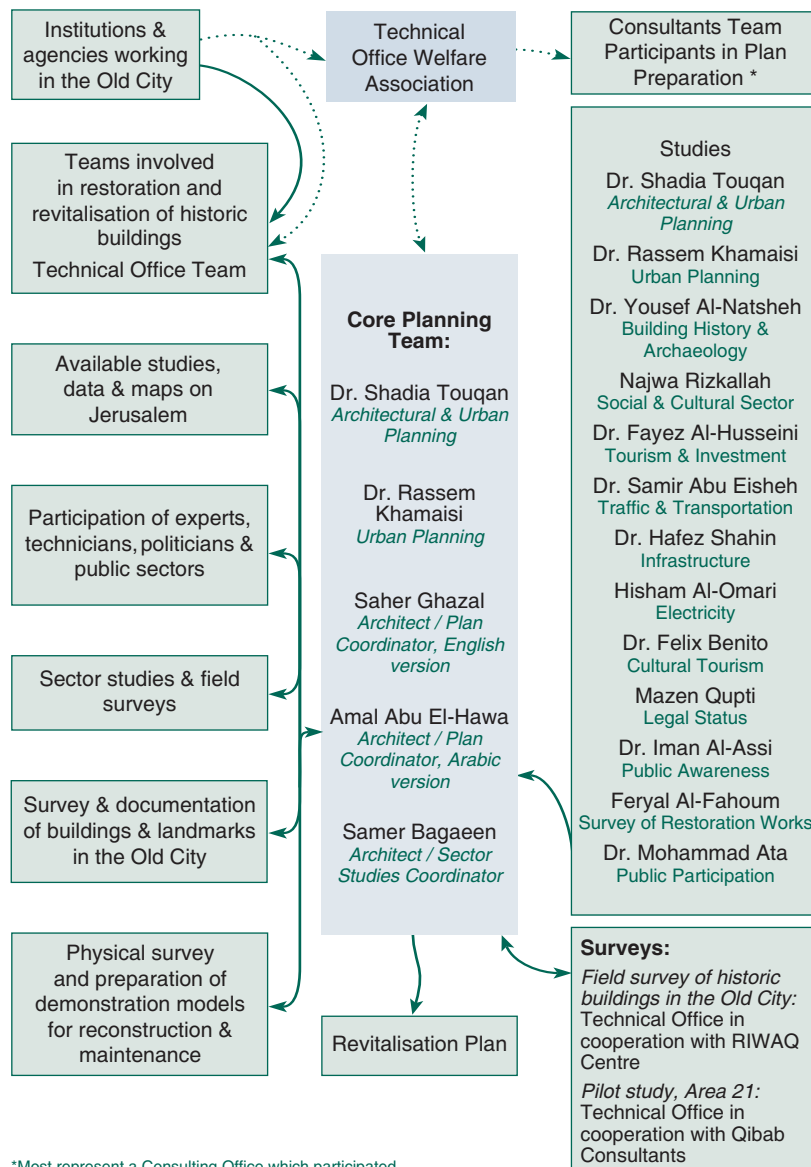 Institutions &
agencies working
in the Old City
Technical
Office Welfare
Association
Consultants Team
Participants in Plan
Preparation *
Teams involved
in restoration and
revitalisation of historic
buildings
Technical Office Team
Available studies,
data & maps on
Jerusalem
Participation of experts,
technicians, politicians &
public sectors
Sector studies & field
surveys
Survey & documentation
of buildings & landmarks
in the Old City
Physical survey
and preparation of
demonstration models
for reconstruction &
maintenance
Core Planning
Team:
Dr. Shadia Touqan
Architectural & Urban
Planning
Dr. Rassem
Khamaisi
Urban Planning
Saher Ghazal
Architect / Plan
Coordinator, English
version
Amal Abu El-Hawa
Architect / Plan
Coordinator, Arabic
version
Samer Bagaeen
Architect / Sector
Studies Coordinator
Revitalisation Plan
Studies
Dr. Shadia Touqan
Architectural & Urban
Planning
Dr. Rassem Khamaisi
Urban Planning
Dr. Yousef Al-Natsheh
Building History &
Archaeology
Najwa Rizkallah
Social & Cultural Sector
Dr. Fayez Al-Husseini
Tourism & Investment
Dr. Samir Abu Eisheh
Traffic & Transportation
Dr. Hafez Shahin
Infrastructure
Hisham Al-Omari
Electricity
Dr. Felix Benito
Cultural Tourism
Mazen Qupti
Legal Status
Dr. Iman Al-Assi
Public Awareness
Feryal Al-Fahoum
Survey of Restoration Works
Dr. Mohammad Ata
Public Participation
Surveys:
Field survey of historic
buildings in the Old City:
Technical Office in
cooperation with RIWAQ
Centre
Pilot study, Area 21:
Technical Office in
cooperation with Qibab
Consultants
*Most represent a Consulting Office which participated